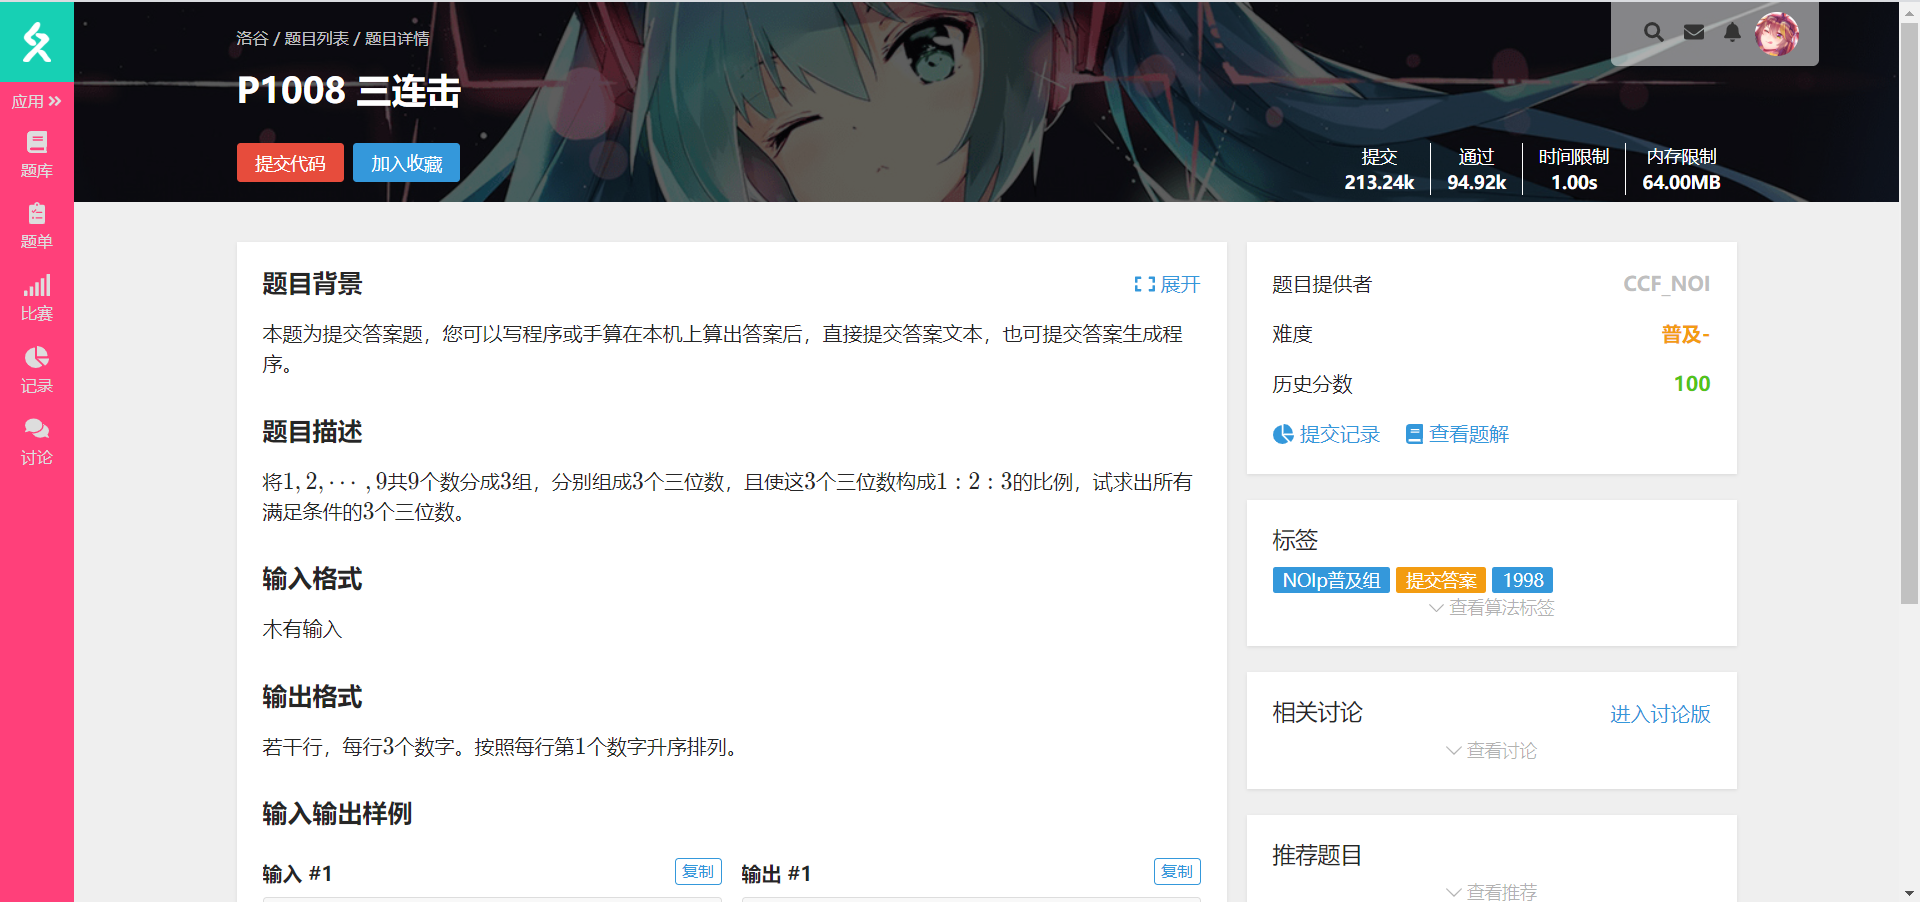 洛谷 / 题目列表 / 题目详情
P1008 三连击
提交代码
加入收藏
提交
213.24k
通过
94.92k
时间限制
1.00s
内存限制
64.00MB
应用
题库
题单
比赛
记录
讨论
题目背景
展开
本题为提交答案题，您可以写程序或手算在本机上算出答案后，直接提交答案文本，也可提交答案生成程
序。
题目描述
将1, 2, ⋯ , 9共9个数分成3组，分别组成3个三位数，且使这3个三位数构成1 : 2 : 3的比例，试求出所有
满足条件的3个三位数。
输入格式
木有输入
输出格式
若干行，每行3个数字。按照每行第1个数字升序排列。
输入输出样例
输入 #1
复制
输出 #1
复制
题目提供者
CCF_NOI
难度
普及-
历史分数
100
提交记录
查看题解
标签
NOIp普及组
提交答案
1998
查看算法标签
相关讨论
进入讨论版
查看讨论
推荐题目
查看推荐